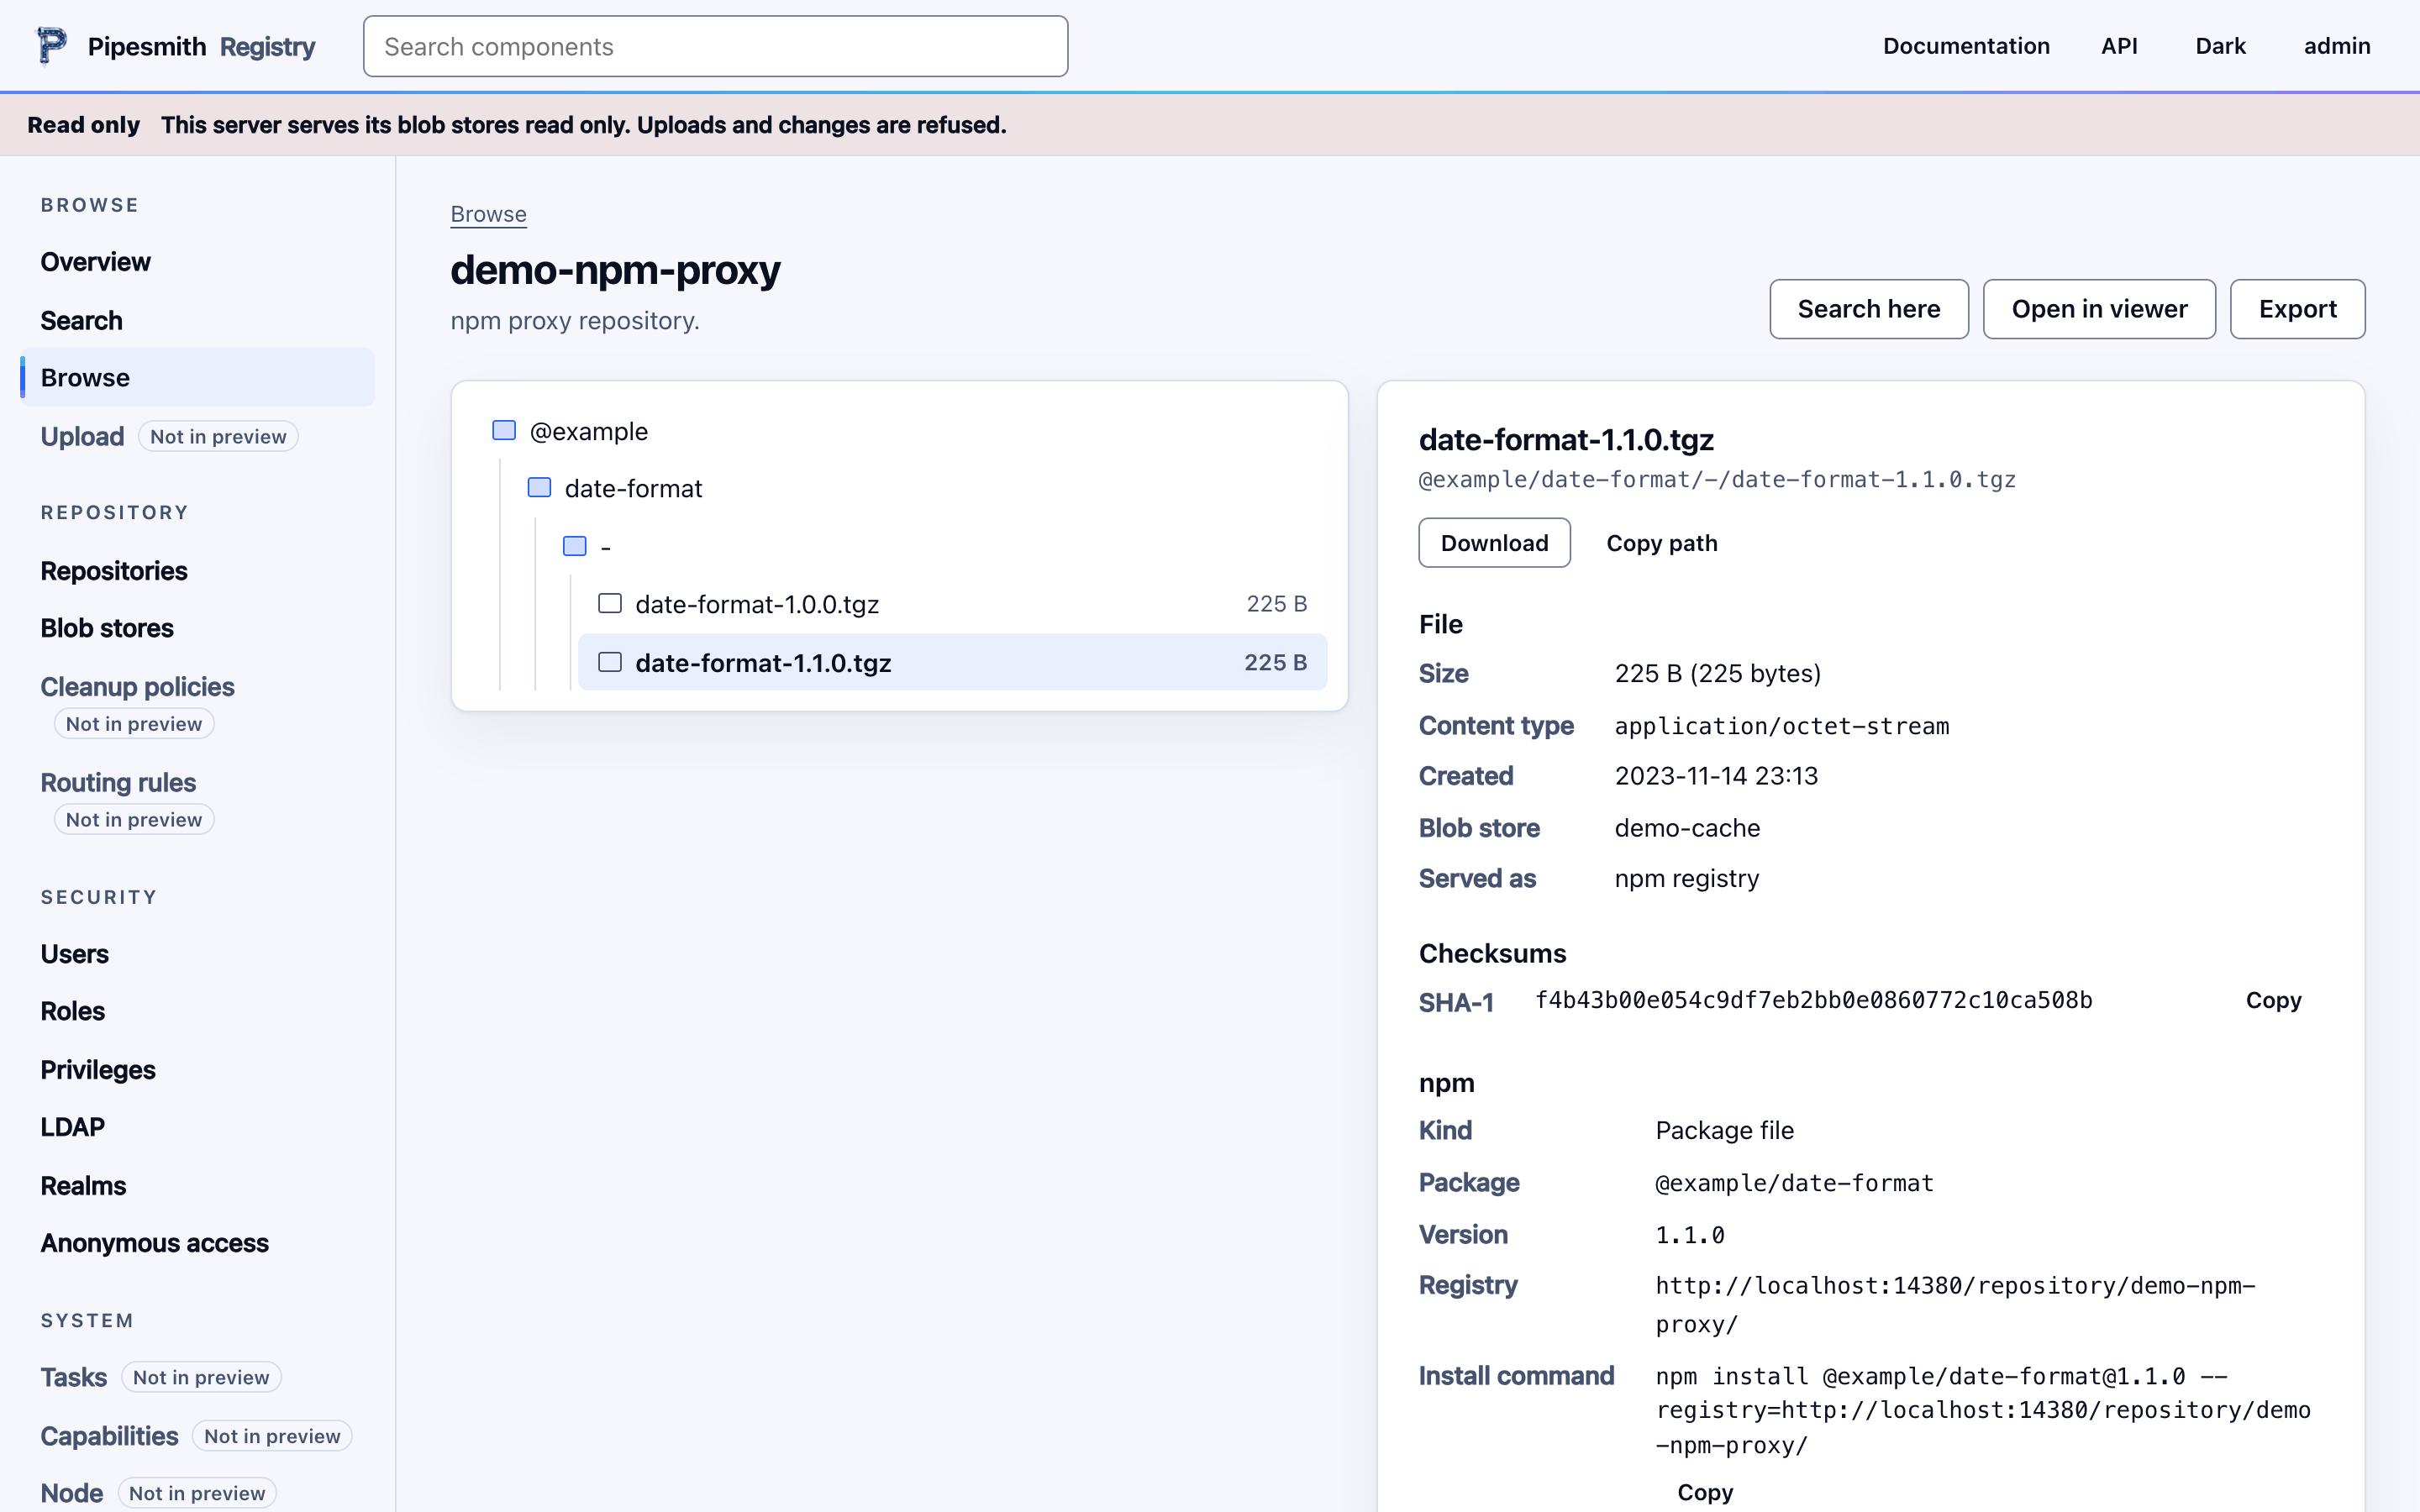 Pipesmith Registry
Search components
Documentation API Dark admin
Read only This server serves its blob stores read only. Uploads and changes are refused.
BROWSE
Overview
Search
Browse
Upload Not in preview
REPOSITORY
Repositories
Blob stores
Cleanup policies
Not in preview
Routing rules
Not in preview
SECURITY
Users
Roles
Privileges
LDAP
Realms
Anonymous access
SYSTEM
Tasks Not in preview
Capabilities Not in preview
Node Not in preview
Browse
demo-npm-proxy
npm proxy repository.
Search here Open in viewer Export
@example
date-format
-
date-format-1.0.0.tgz 225 B
date-format-1.1.0.tgz 225 B
date-format-1.1.0.tgz
@example/date-format/-/date-format-1.1.0.tgz
Download Copy path
File
Size 225 B (225 bytes)
Content type application/octet-stream
Created 2023-11-14 23:13
Blob store demo-cache
Served as npm registry
Checksums
SHA-1 f4b43b00e054c9df7eb2bb0e0860772c10ca508b Copy
npm
Kind Package file
Package @example/date-format
Version 1.1.0
Registry http://localhost:14380/repository/demo-npm-
proxy/
Install command npm install @example/date-format@1.1.0 --
registry=http://localhost:14380/repository/demo
-npm-proxy/
Copy